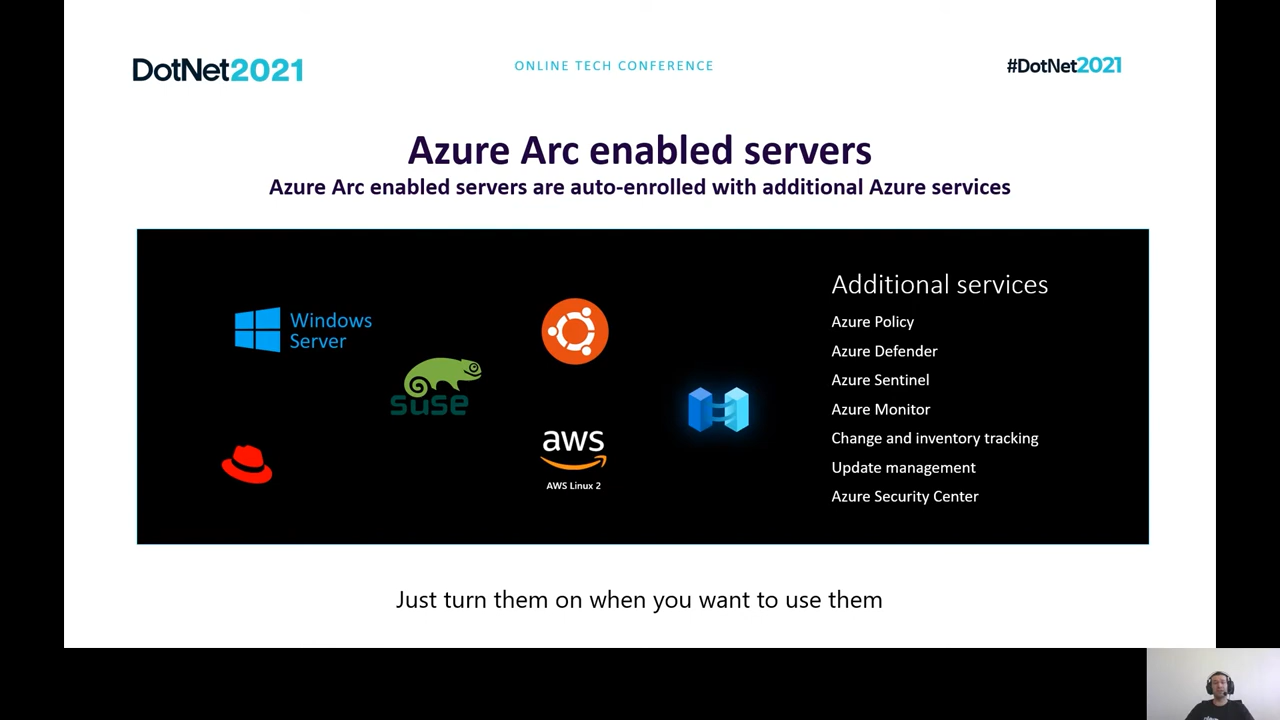 DotNet2021
ONLINE TECH CONFERENCE
#DotNet2021
Azure Arc enabled servers
Azure Arc enabled servers are auto-enrolled with additional Azure services
Windows
Server
suse
aws
AWS Linux 2
Additional services
Azure Policy
Azure Defender
Azure Sentinel
Azure Monitor
Change and inventory tracking
Update management
Azure Security Center
Just turn them on when you want to use them